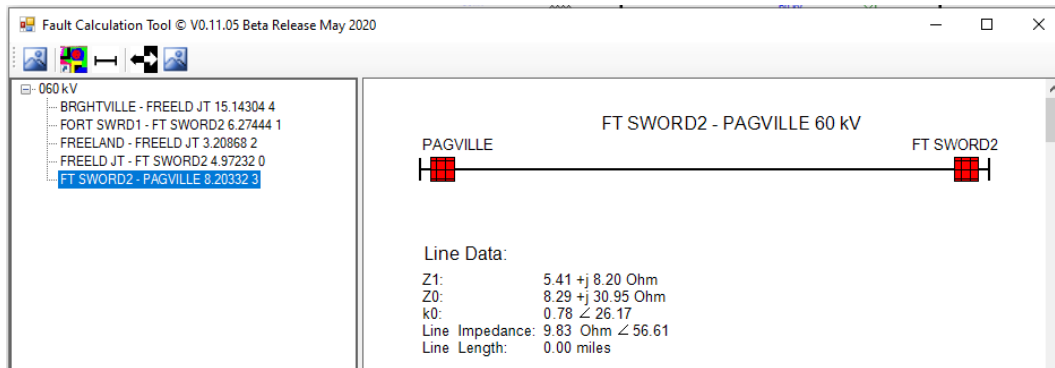 Fault Calculation Tool © V0.11.05 Beta Release May 2020
060 kV
BRGHTVILLE - FREELD JT 15.14304 4
FORT SWRD1 - FT SWORD2 6.27444 1
FREELAND - FREELD JT 3.20868 2
FREELD JT - FT SWORD2 4.97232 0
FT SWORD2 - PAGVILLE 8.20332 3
FT SWORD2 - PAGVILLE 60 kV
PAGVILLE FT SWORD2
Line Data:
Z1: 5.41 +j 8.20 Ohm
Z0: 8.29 +j 30.95 Ohm
k0: 0.78 ∠ 26.17
Line Impedance: 9.83 Ohm ∠ 56.61
Line Length: 0.00 miles